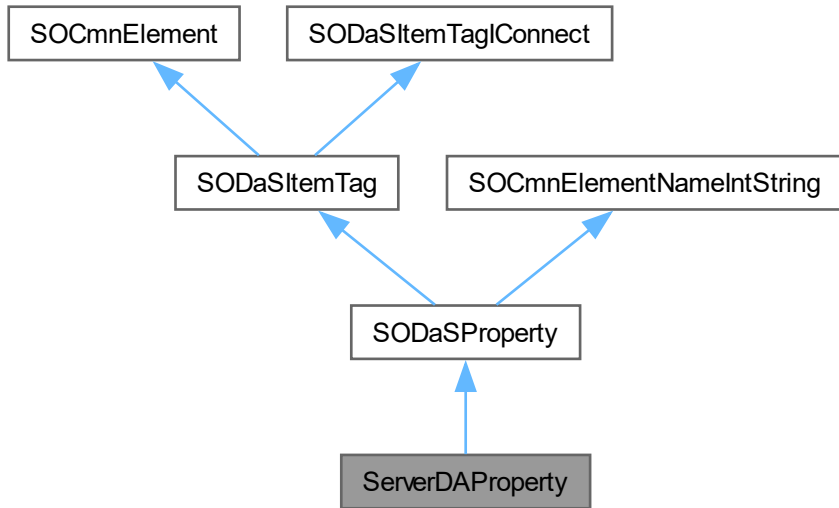 SOCmnElement
SODaSItemTagIConnect
SODaSItemTag
SOCmnElementNameIntString
SODaSProperty
ServerDAProperty